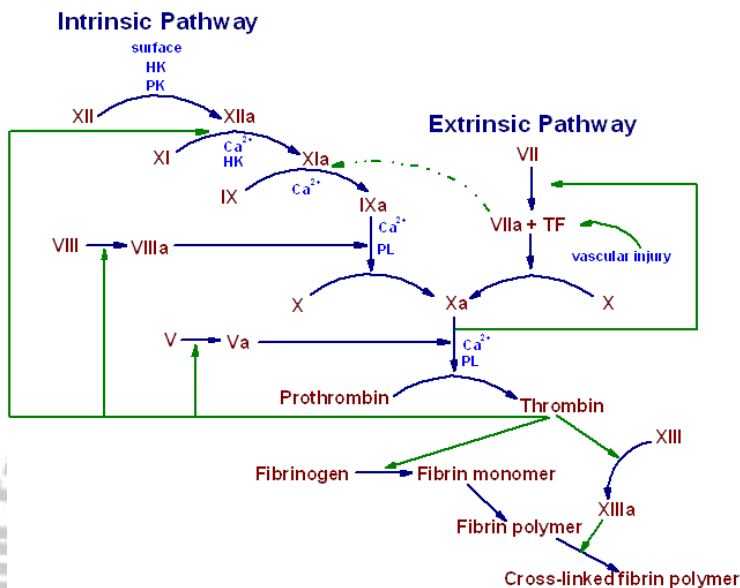 Intrinsic Pathway
surface
HK
PK
XII
XIIa
Extrinsic Pathway
XI
Ca2+
HK
XIa
VII
IX
Ca2+
IXa
VIIa + TF
Ca2+
VIII
VIIIa
PL
vascular injury
X
Xa
X
V
Va
Ca2+
PL
Prothrombin
Thrombin
XIII
Fibrinogen
Fibrin monomer
XIIIa
Fibrin polymer
Cross-linked fibrin polymer